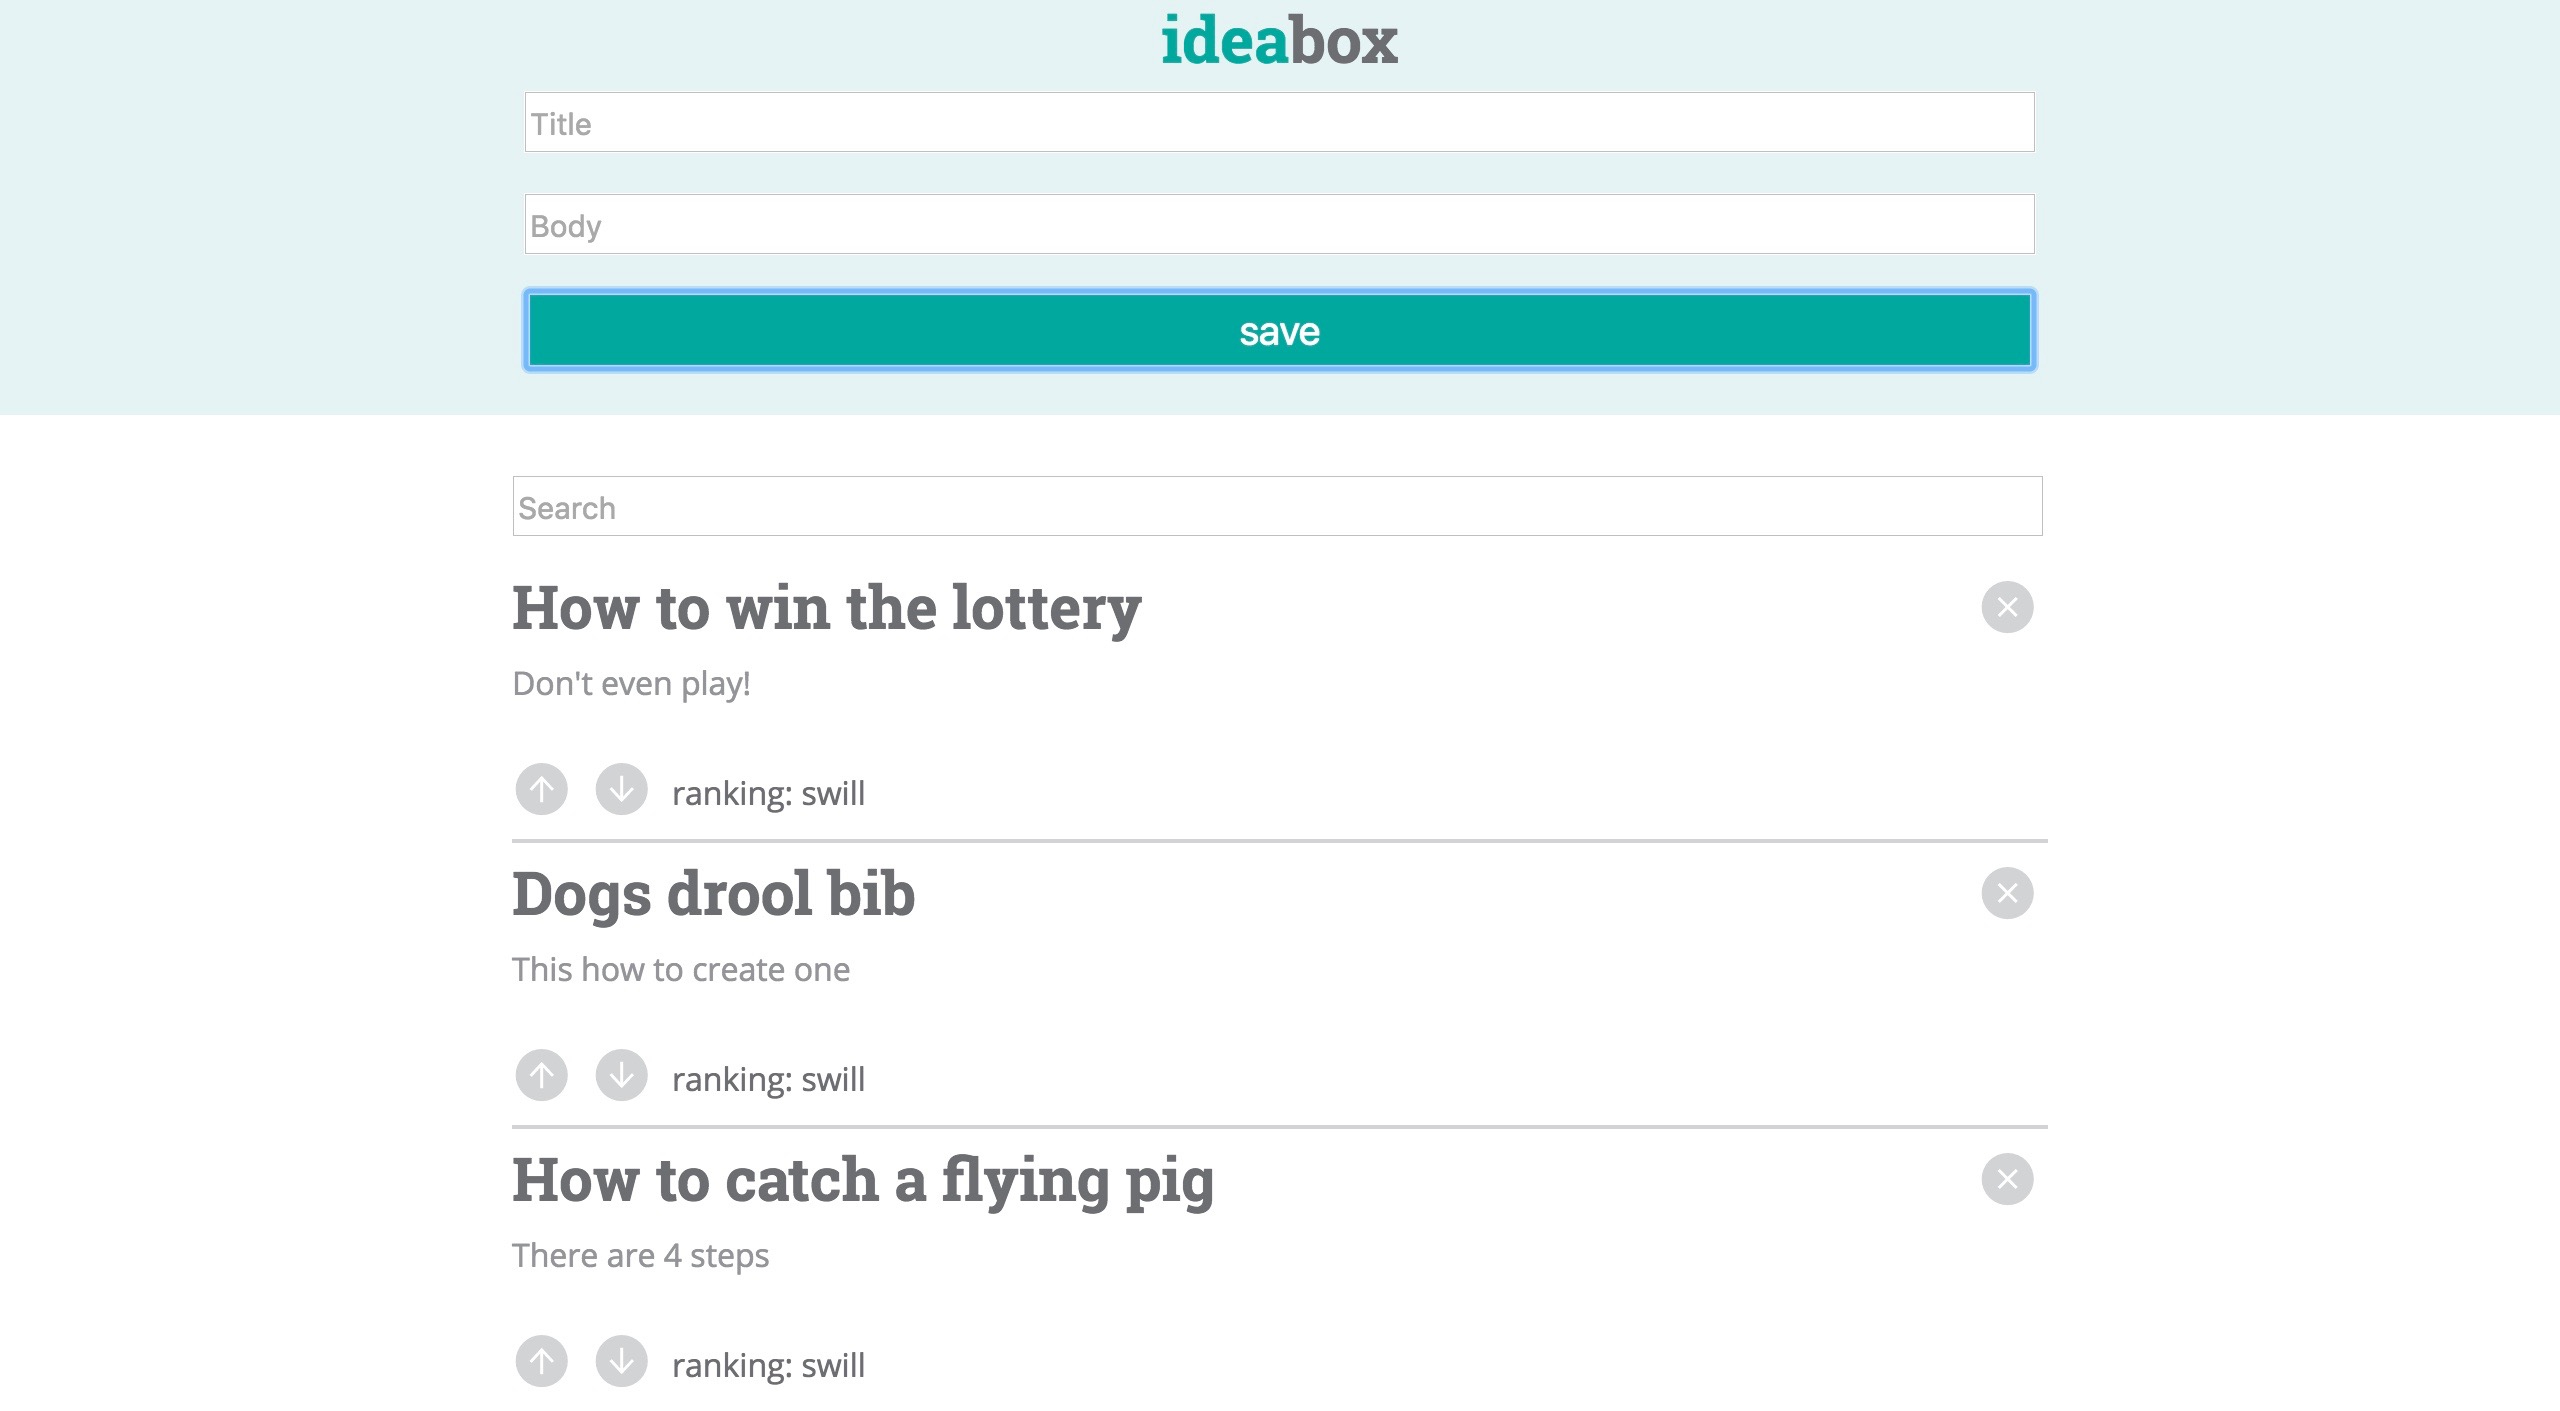 ideabox
Title
Body
save
Search
How to win the lottery
Don't even play!
ranking: swill
Dogs drool bib
This how to create one
ranking: swill
How to catch a flying pig
There are 4 steps
ranking: swill